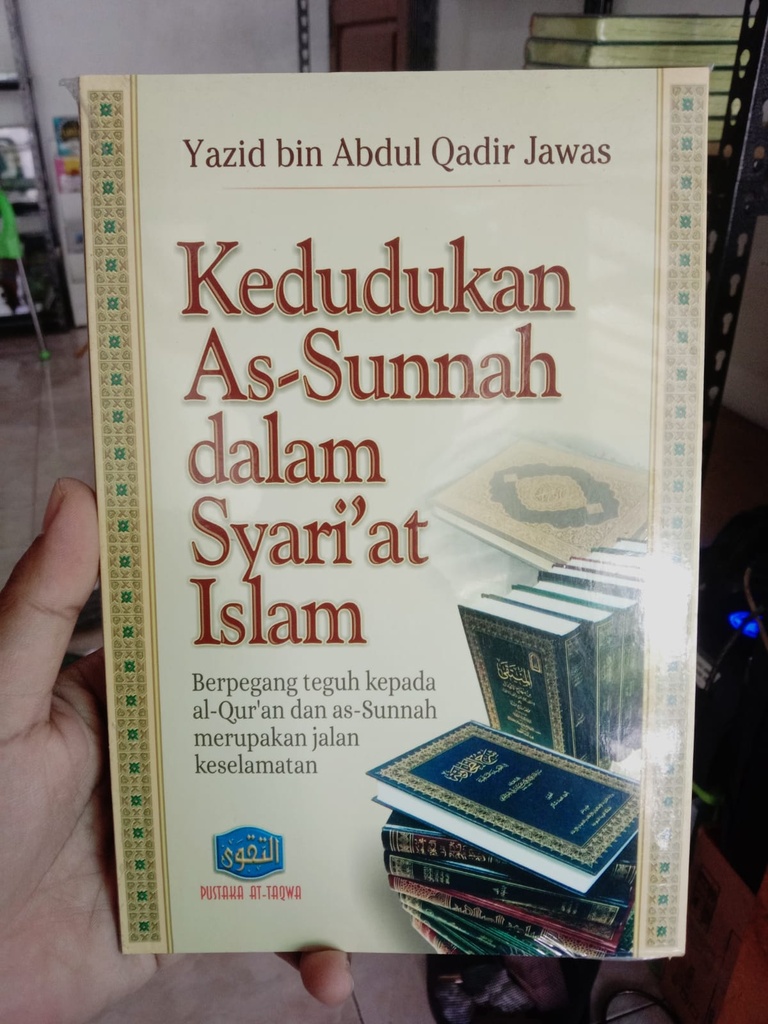 Yazid bin Abdul Qadir Jawas
Kedudukan
As-Sunnah
dalam
Syari'at
Islam
Berpegang teguh kepada
al-Qur'an dan as-Sunnah
merupakan jalan
keselamatan
التقوى
PUSTAKA AT-TAQWA